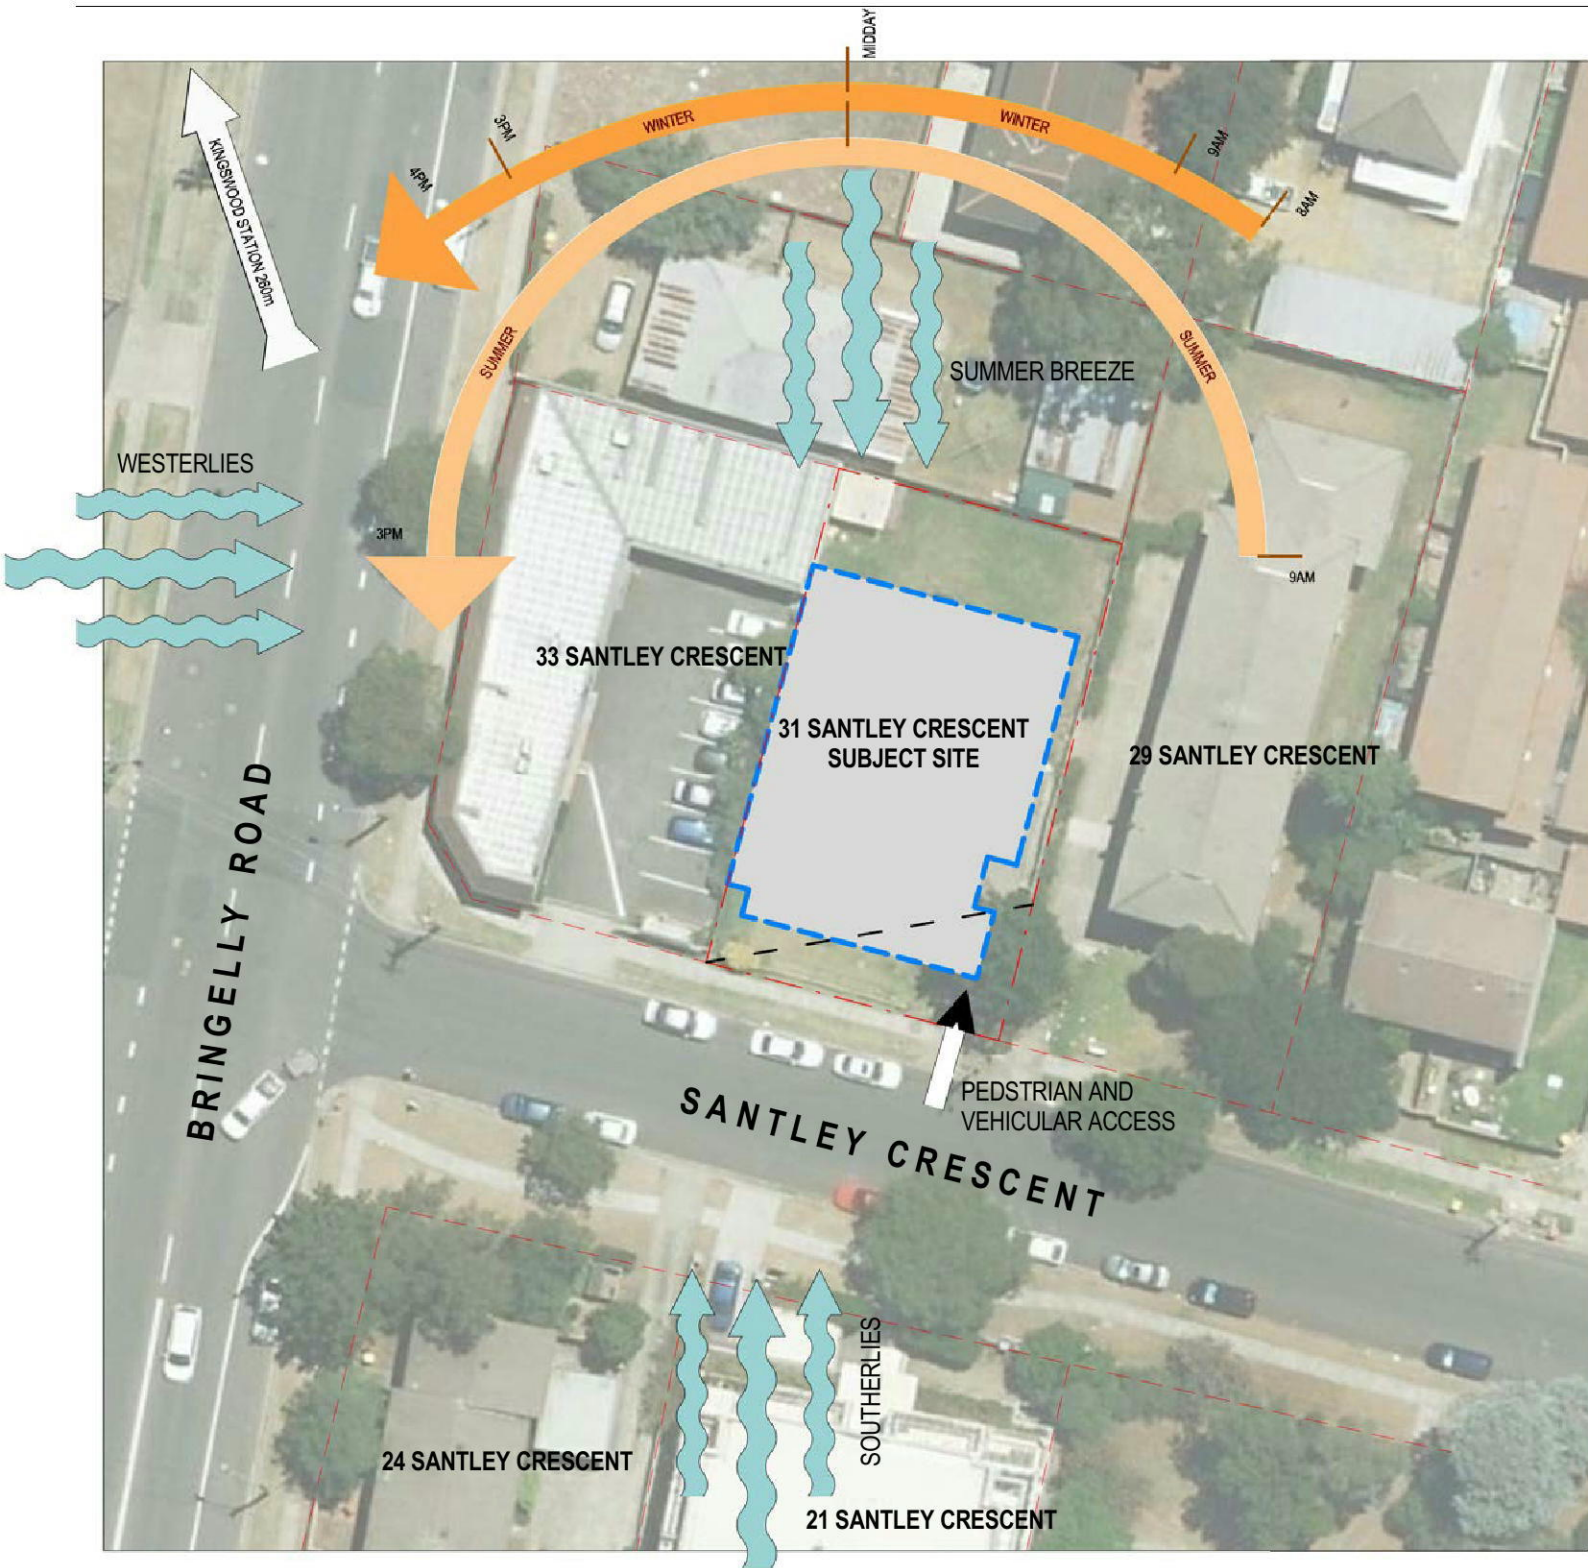 MIDDAY
WINTER
WINTER
3PM
9AM
4PM
8AM
KINGSWOOD STATION 260m
SUMMER
SUMMER
SUMMER BREEZE
WESTERLIES
3PM
9AM
33 SANTLEY CRESCENT
31 SANTLEY CRESCENT
SUBJECT SITE
29 SANTLEY CRESCENT
BRINGELLY ROAD
SANTLEY CRESCENT
PEDSTRIAN AND
VEHICULAR ACCESS
SOUTHERLIES
24 SANTLEY CRESCENT
21 SANTLEY CRESCENT